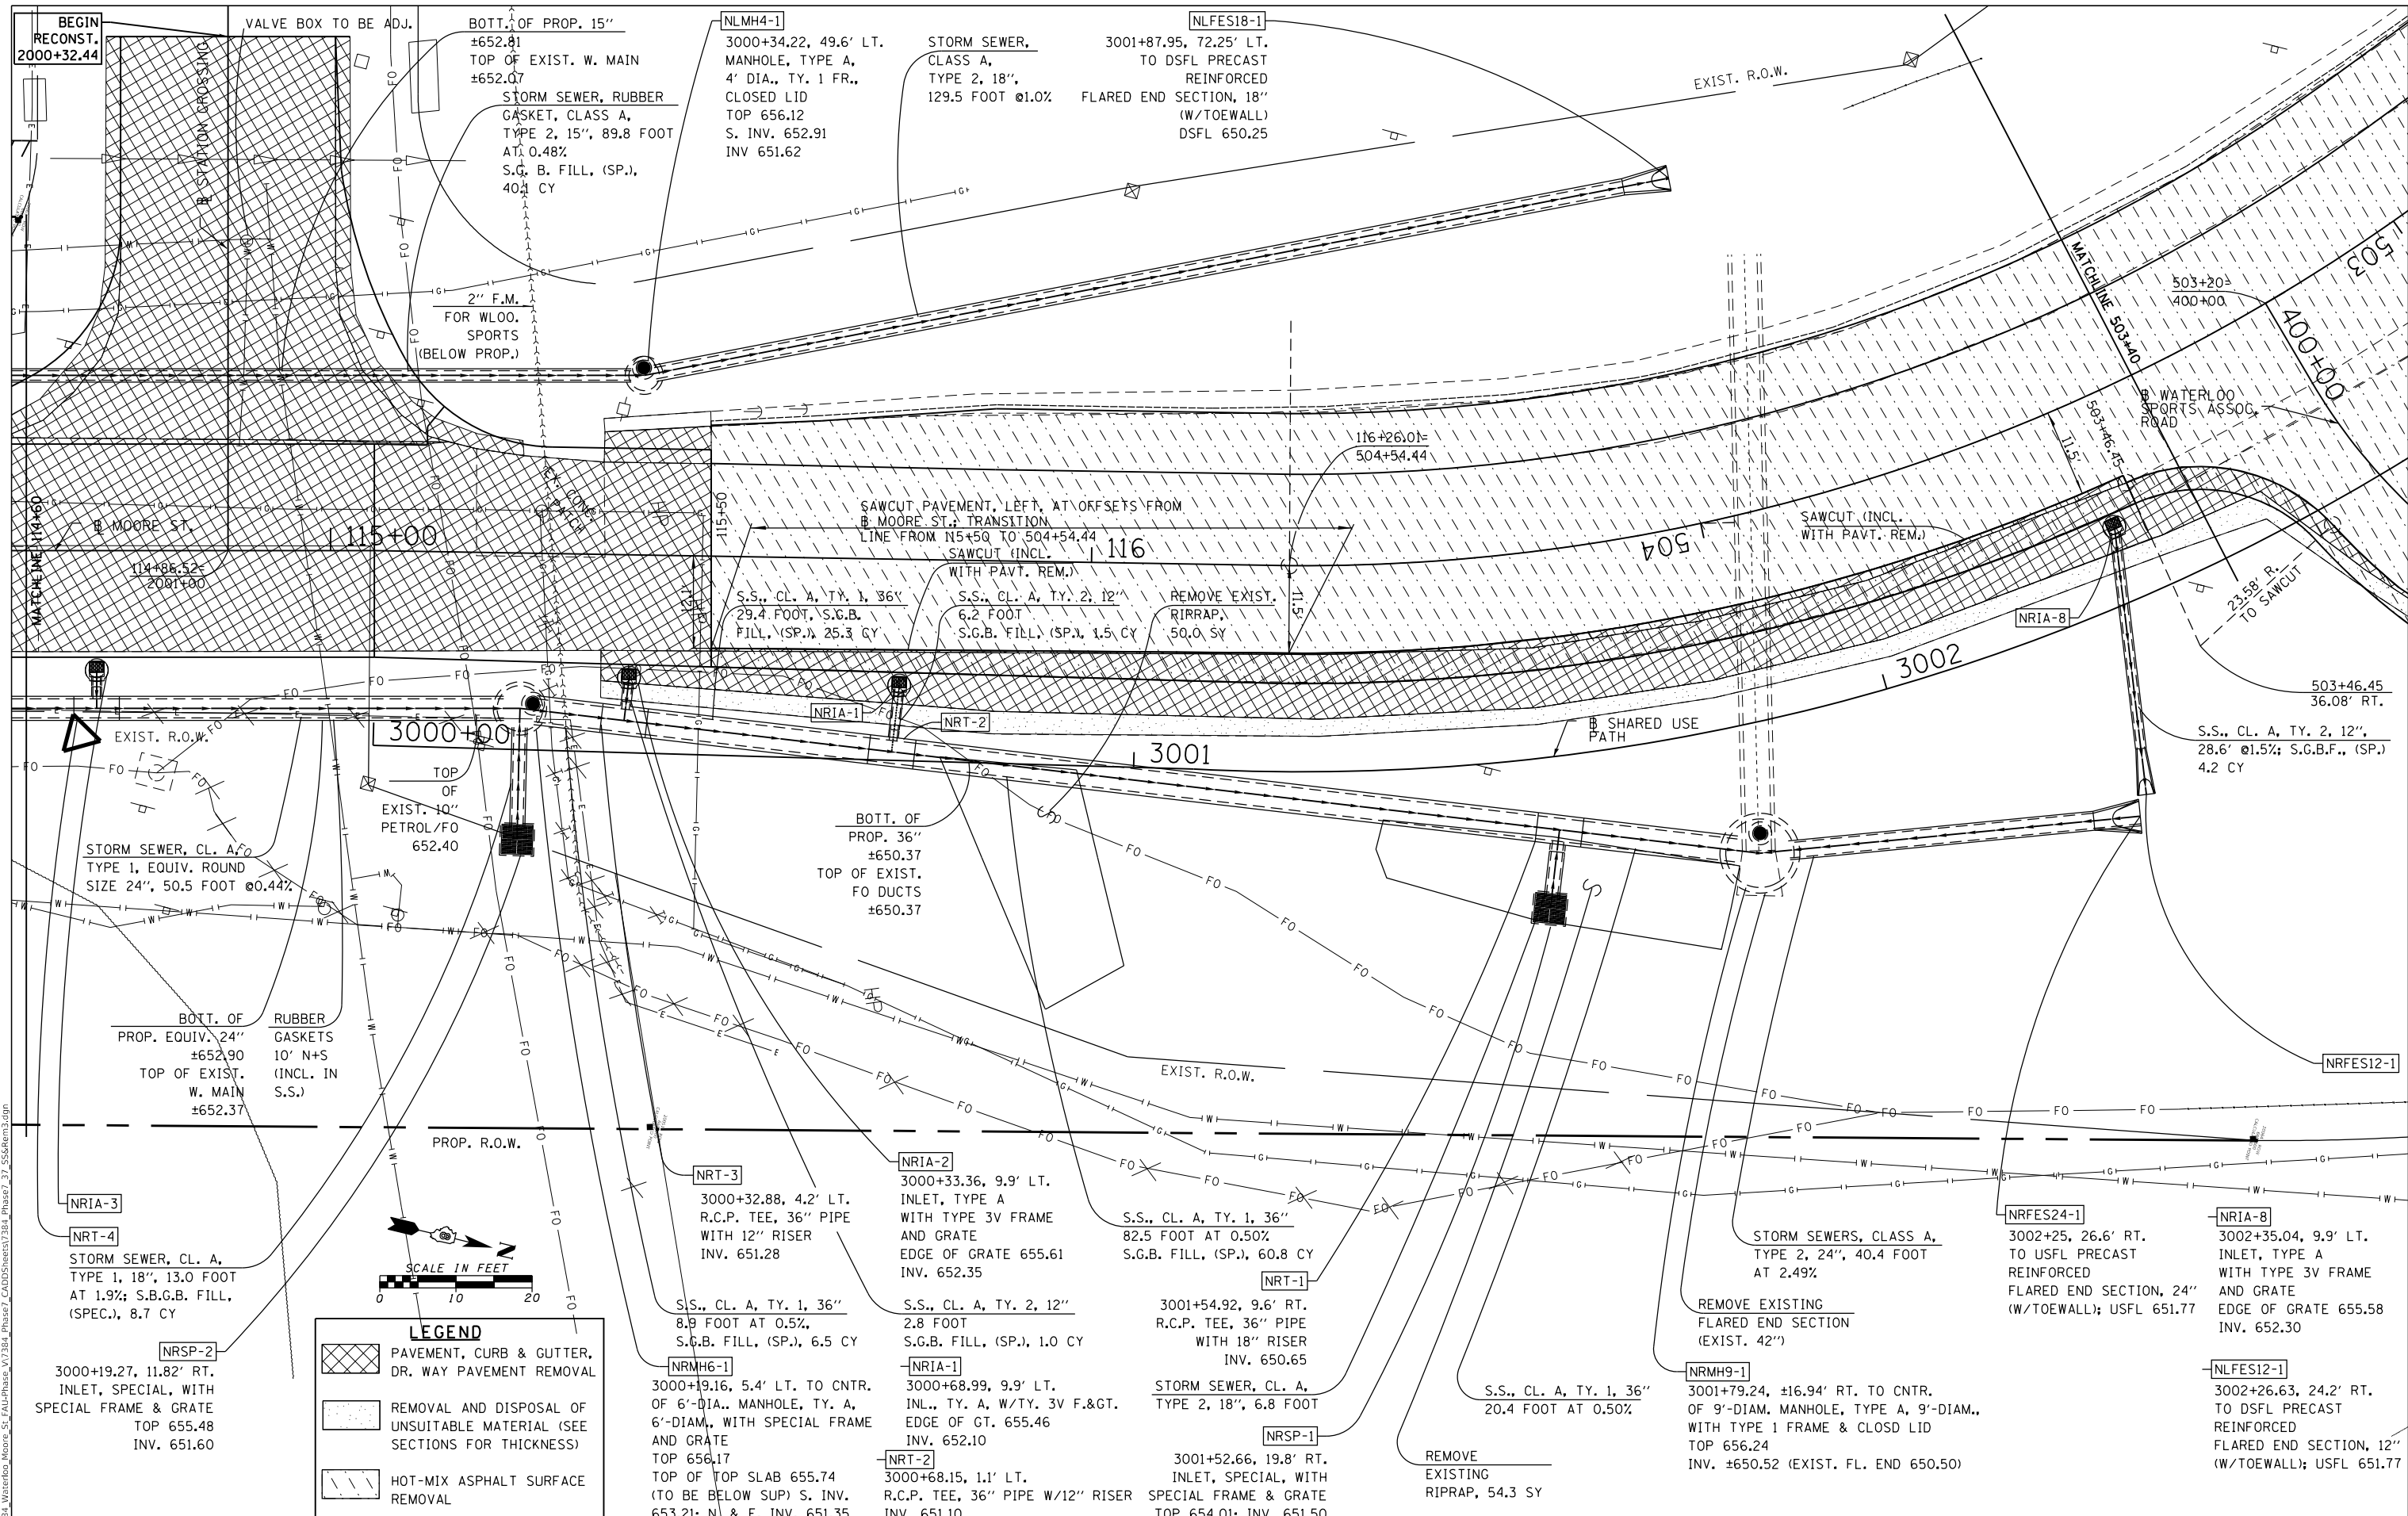 BEGIN
RECONST.
2000+32.44
VALVE BOX TO BE ADJ.
BOTT. OF PROP. 15"
±652.81
TOP OF EXIST. W. MAIN
±652.07
STORM SEWER, RUBBER
GASKET, CLASS A,
TYPE 2, 15", 89.8 FOOT
AT 0.48%
S.G. B. FILL, (SP.),
40.1 CY
NLMH4-1
3000+34.22, 49.6' LT.
MANHOLE, TYPE A,
4' DIA., TY. 1 FR.,
CLOSED LID
TOP 656.12
S. INV. 652.91
INV 651.62
STORM SEWER,
CLASS A,
TYPE 2, 18",
129.5 FOOT @1.0%
NLFES18-1
3001+87.95, 72.25' LT.
TO DSFL PRECAST
REINFORCED
FLARED END SECTION, 18"
(W/TOEWALL)
DSFL 650.25
EXIST. R.O.W.
STATION CROSSING
2" F.M.
FOR WLOO.
SPORTS
(BELOW PROP.)
MATCHLINE 503+40
503+20=
400+00
503
400+00
WATERLOO
SPORTS ASSOC.
ROAD
503+46.45
11.5'
116+26.01=
504+54.44
EX. CONC.
PATCH
115+50
MATCHLINE 114+60
MOORE ST.
115+00
114+86.52=
2001+00
SAWCUT PAVEMENT, LEFT, AT OFFSETS FROM
MOORE ST.; TRANSITION
LINE FROM 115+50 TO 504+54.44
116
504
SAWCUT (INCL.
WITH PAVT. REM.)
SAWCUT (INCL.
WITH PAVT. REM.)
12.1'
11.5'
S.S., CL. A, TY. 1, 36"
29.4 FOOT, S.G.B.
FILL, (SP.), 25.3 CY
S.S., CL. A, TY. 2, 12"
6.2 FOOT
S.G.B. FILL, (SP.), 1.5 CY
REMOVE EXIST.
RIRRAP,
50.0 SY
NRIA-8
23.58' R.
TO SAWCUT
503+46.45
36.08' RT.
3002
SHARED USE
PATH
S.S., CL. A, TY. 2, 12",
28.6' @1.5%; S.G.B.F., (SP.)
4.2 CY
NRIA-1
NRT-2
3000+00
3001
EXIST. R.O.W.
TOP
OF
EXIST. 10"
PETROL/FO
652.40
BOTT. OF
PROP. 36"
±650.37
TOP OF EXIST.
FO DUCTS
±650.37
STORM SEWER, CL. A,
TYPE 1, EQUIV. ROUND
SIZE 24", 50.5 FOOT @0.44%
BOTT. OF
PROP. EQUIV. 24"
±652.90
TOP OF EXIST.
W. MAIN
±652.37
RUBBER
GASKETS
10' N+S
(INCL. IN
S.S.)
EXIST. R.O.W.
NRFES12-1
PROP. R.O.W.
NRIA-3
NRT-4
STORM SEWER, CL. A,
TYPE 1, 18", 13.0 FOOT
AT 1.9%; S.B.G.B. FILL,
(SPEC.), 8.7 CY
NRSP-2
3000+19.27, 11.82' RT.
INLET, SPECIAL, WITH
SPECIAL FRAME & GRATE
TOP 655.48
INV. 651.60
N
SCALE IN FEET
0 10 20
LEGEND
PAVEMENT, CURB & GUTTER,
DR. WAY PAVEMENT REMOVAL
REMOVAL AND DISPOSAL OF
UNSUITABLE MATERIAL (SEE
SECTIONS FOR THICKNESS)
HOT-MIX ASPHALT SURFACE
REMOVAL
NRT-3
3000+32.88, 4.2' LT.
R.C.P. TEE, 36" PIPE
WITH 12" RISER
INV. 651.28
S.S., CL. A, TY. 1, 36"
8.9 FOOT AT 0.5%,
S.G.B. FILL, (SP.), 6.5 CY
NRMH6-1
3000+19.16, 5.4' LT. TO CNTR.
OF 6'-DIA.. MANHOLE, TY. A,
6'-DIAM., WITH SPECIAL FRAME
AND GRATE
TOP 656.17
TOP OF TOP SLAB 655.74
(TO BE BELOW SUP) S. INV.
653.21; N. & E. INV. 651.35
NRIA-2
3000+33.36, 9.9' LT.
INLET, TYPE A
WITH TYPE 3V FRAME
AND GRATE
EDGE OF GRATE 655.61
INV. 652.35
S.S., CL. A, TY. 2, 12"
2.8 FOOT
S.G.B. FILL, (SP.), 1.0 CY
NRIA-1
3000+68.99, 9.9' LT.
INL., TY. A, W/TY. 3V F.&GT.
EDGE OF GT. 655.46
INV. 652.10
NRT-2
3000+68.15, 1.1' LT.
R.C.P. TEE, 36" PIPE W/12" RISER
INV. 651.10
S.S., CL. A, TY. 1, 36"
82.5 FOOT AT 0.50%
S.G.B. FILL, (SP.), 60.8 CY
NRT-1
3001+54.92, 9.6' RT.
R.C.P. TEE, 36" PIPE
WITH 18" RISER
INV. 650.65
STORM SEWER, CL. A,
TYPE 2, 18", 6.8 FOOT
NRSP-1
3001+52.66, 19.8' RT.
INLET, SPECIAL, WITH
SPECIAL FRAME & GRATE
TOP 654.01; INV. 651.50
S.S., CL. A, TY. 1, 36"
20.4 FOOT AT 0.50%
REMOVE
EXISTING
RIPRAP, 54.3 SY
STORM SEWERS, CLASS A,
TYPE 2, 24", 40.4 FOOT
AT 2.49%
REMOVE EXISTING
FLARED END SECTION
(EXIST. 42")
NRMH9-1
3001+79.24, ±16.94' RT. TO CNTR.
OF 9'-DIAM. MANHOLE, TYPE A, 9'-DIAM.,
WITH TYPE 1 FRAME & CLOSD LID
TOP 656.24
INV. ±650.52 (EXIST. FL. END 650.50)
NRFES24-1
3002+25, 26.6' RT.
TO USFL PRECAST
REINFORCED
FLARED END SECTION, 24"
(W/TOEWALL); USFL 651.77
NRIA-8
3002+35.04, 9.9' LT.
INLET, TYPE A
WITH TYPE 3V FRAME
AND GRATE
EDGE OF GRATE 655.58
INV. 652.30
NLFES12-1
3002+26.63, 24.2' RT.
TO DSFL PRECAST
REINFORCED
FLARED END SECTION, 12"
(W/TOEWALL); USFL 651.77